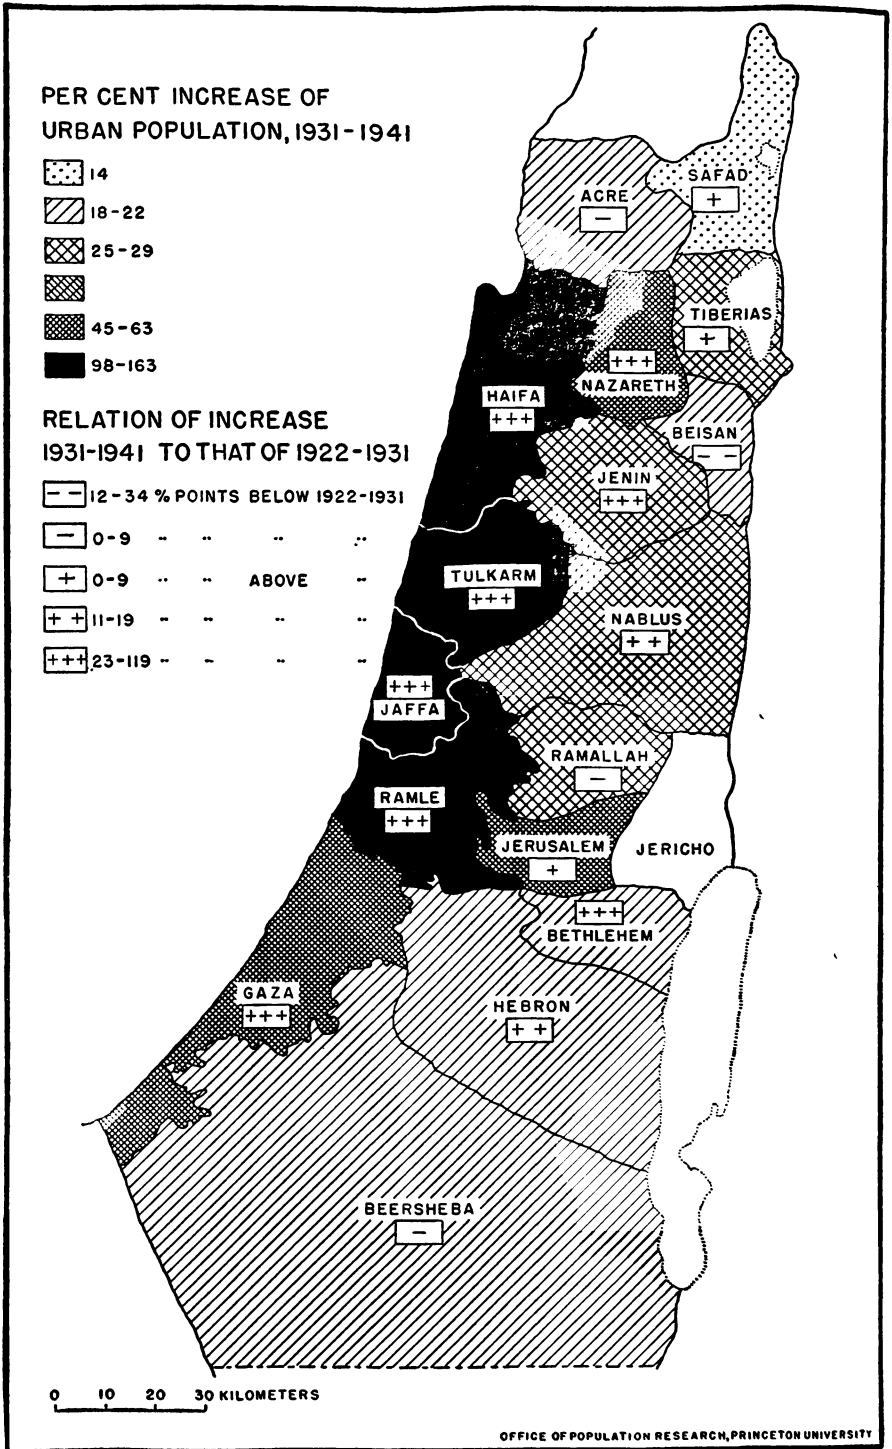 PER CENT INCREASE OF
URBAN POPULATION, 1931-1941
14
18-22
25-29
45-63
98-163
RELATION OF INCREASE
1931-1941 TO THAT OF 1922-1931
-- 12-34 % POINTS BELOW 1922-1931
- 0-9 " " " "
+ 0-9 " " ABOVE "
++ 11-19 " " " "
+++ 23-119 " " " "
SAFAD
+
ACRE
-
TIBERIAS
+
+++
NAZARETH
HAIFA
+++
BEISAN
--
JENIN
+++
TULKARM
+++
NABLUS
++
+++
JAFFA
RAMALLAH
-
RAMLE
+++
JERUSALEM
+
JERICHO
+++
BETHLEHEM
GAZA
+++
HEBRON
++
BEERSHEBA
-
0 10 20 30 KILOMETERS
OFFICE OF POPULATION RESEARCH, PRINCETON UNIVERSITY